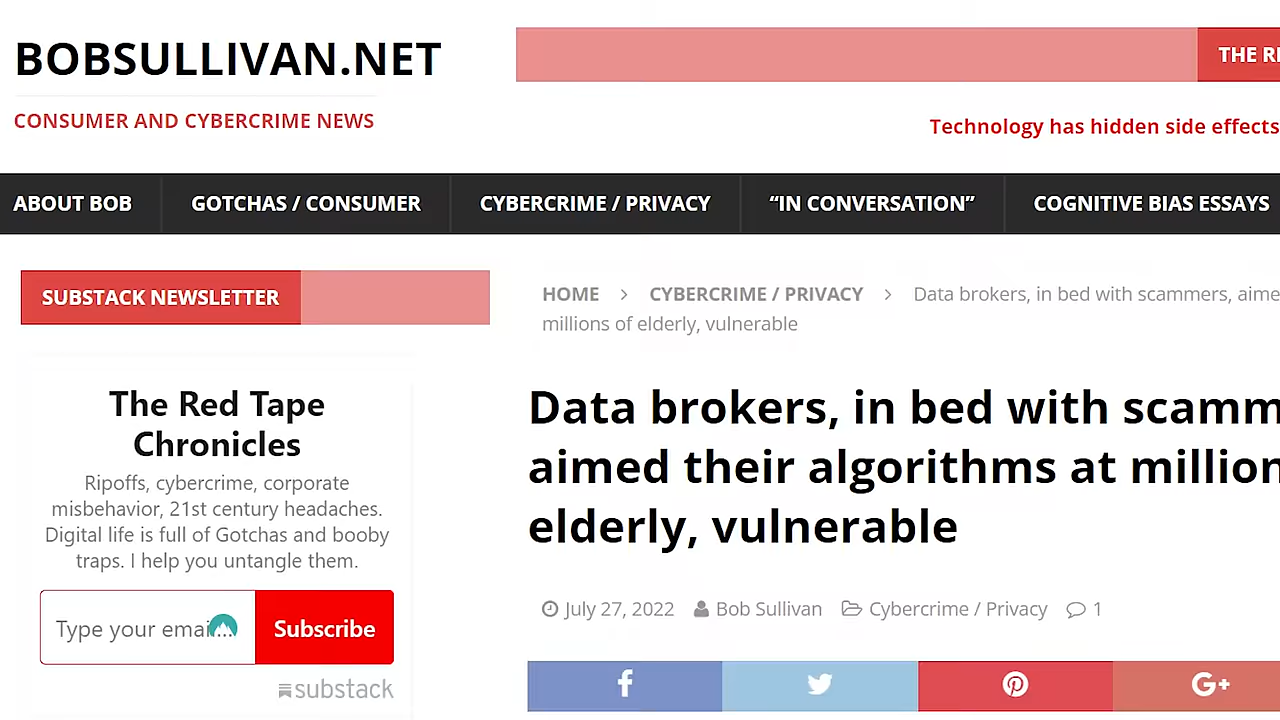 BOBSULLIVAN.NET
CONSUMER AND CYBERCRIME NEWS
THE
Technology has hidden side effects
ABOUT BOB
GOTCHAS / CONSUMER
CYBERCRIME / PRIVACY
“IN CONVERSATION”
COGNITIVE BIAS ESSAYS
SUBSTACK NEWSLETTER
The Red Tape
Chronicles
Ripoffs, cybercrime, corporate
misbehavior, 21st century headaches.
Digital life is full of Gotchas and booby
traps. I help you untangle them.
Type your emai...
Subscribe
substack
HOME > CYBERCRIME / PRIVACY > Data brokers, in bed with scammers, aime
millions of elderly, vulnerable
Data brokers, in bed with scamm
aimed their algorithms at million
elderly, vulnerable
July 27, 2022 Bob Sullivan Cybercrime / Privacy 1
f
G+